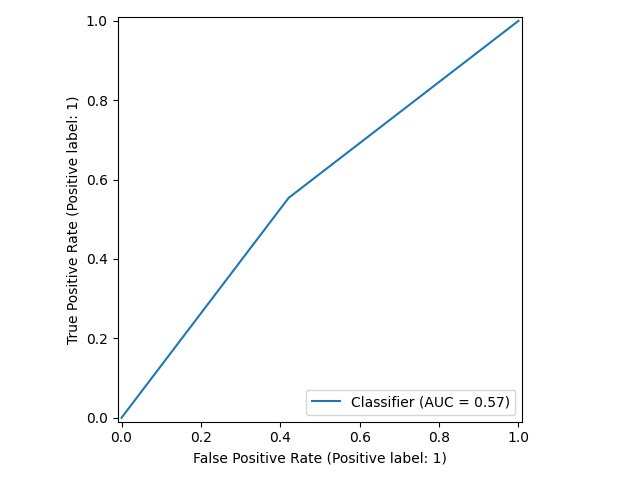 1.0
0.8
0.6
0.4
0.2
0.0
True Positive Rate (Positive label: 1)
Classifier (AUC = 0.57)
0.0 0.2 0.4 0.6 0.8 1.0
False Positive Rate (Positive label: 1)